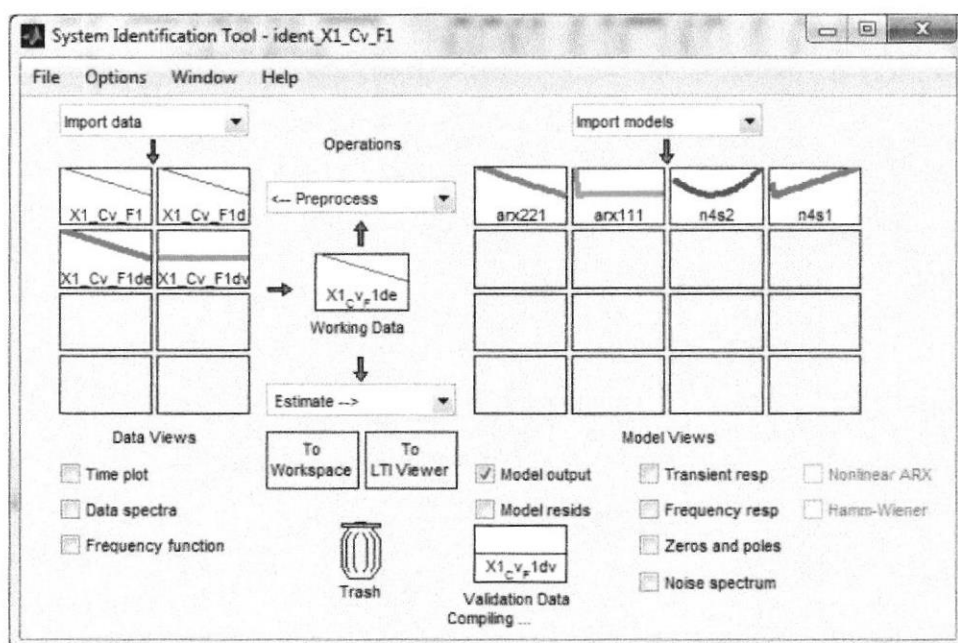 System Identification Tool - ident_X1_Cv_F1
File Options Window Help
Import data
Operations
Import models
<-- Preprocess
X1_Cv_F1 X1_Cv_F1d
arx221 arx111 n4s2 n4s1
X1_Cv_F1de X1_Cv_F1dv
X1CvF1de
Working Data
Estimate -->
Data Views
To Workspace
To LTI Viewer
Model Views
Time plot
Data spectra
Frequency function
Trash
Model output
Model resids
Transient resp
Frequency resp
Zeros and poles
Noise spectrum
Nonlinear ARX
Hamm-Wiener
X1CvF1dv
Validation Data
Compiling ...